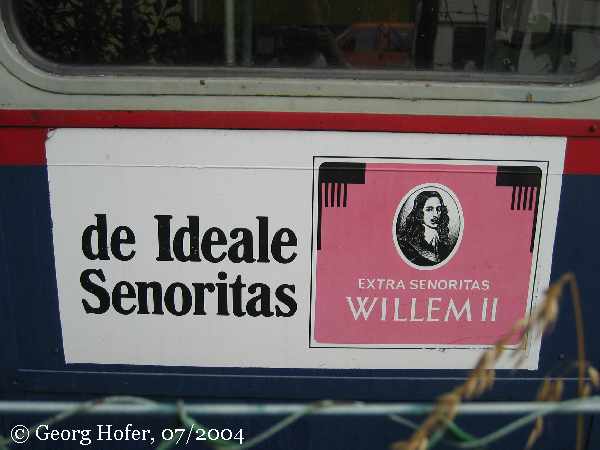 de Ideale
Senoritas
EXTRA SENORITAS
WILLEM II
© Georg Hofer, 07/2004